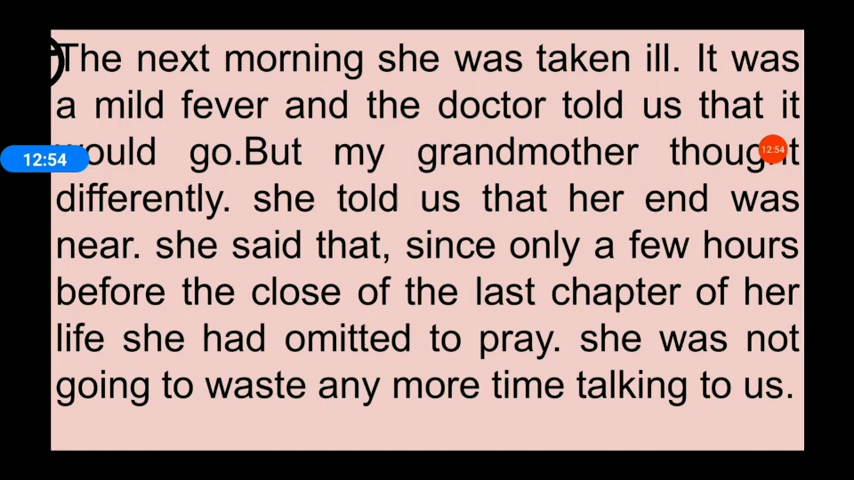 The next morning she was taken ill. It was
a mild fever and the doctor told us that it
would go.But my grandmother thought
12:54
12:54
differently. she told us that her end was
near. she said that, since only a few hours
before the close of the last chapter of her
life she had omitted to pray. she was not
going to waste any more time talking to us.